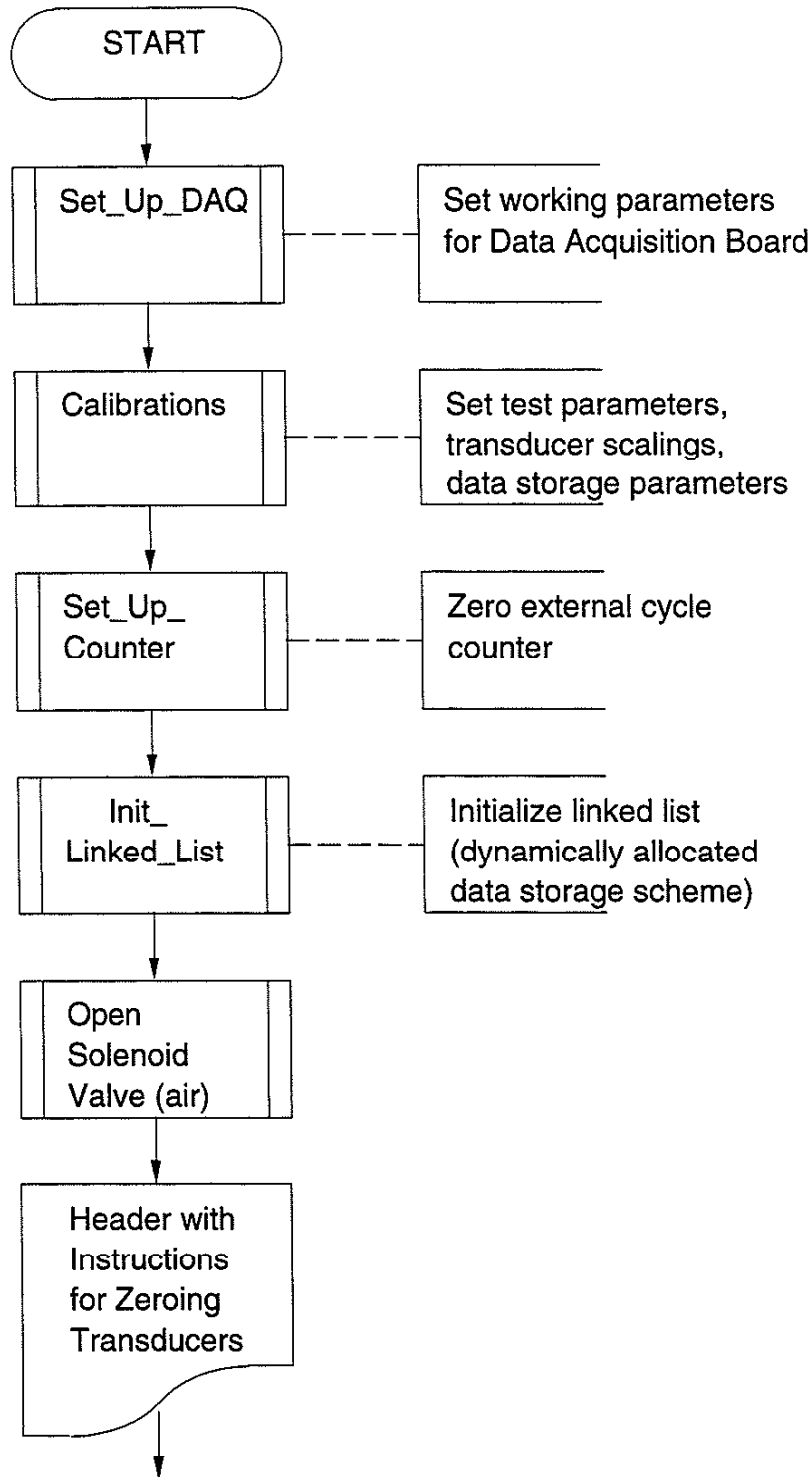 START
Set_Up_DAQ
Set working parameters
for Data Acquisition Board
Calibrations
Set test parameters,
transducer scalings,
data storage parameters
Set_Up_
Counter
Zero external cycle
counter
Init_
Linked_List
Initialize linked list
(dynamically allocated
data storage scheme)
Open
Solenoid
Valve (air)
Header with
Instructions
for Zeroing
Transducers